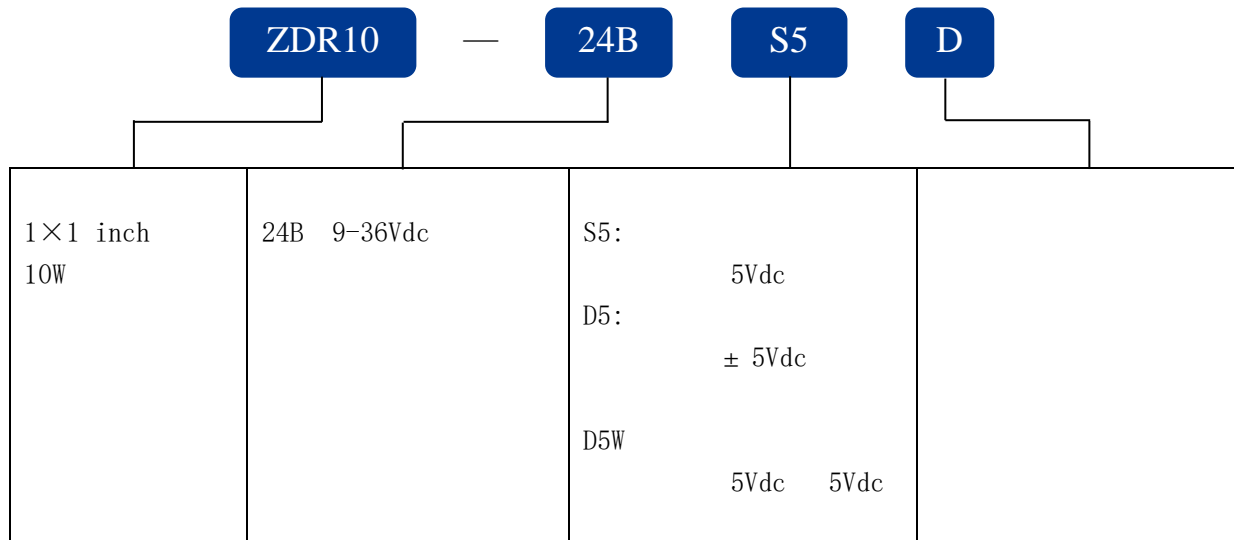 ZDR10 — 24B S5 D
1×1 inch
10W
24B 9-36Vdc
S5:
5Vdc
D5:
± 5Vdc
D5W
5Vdc 5Vdc